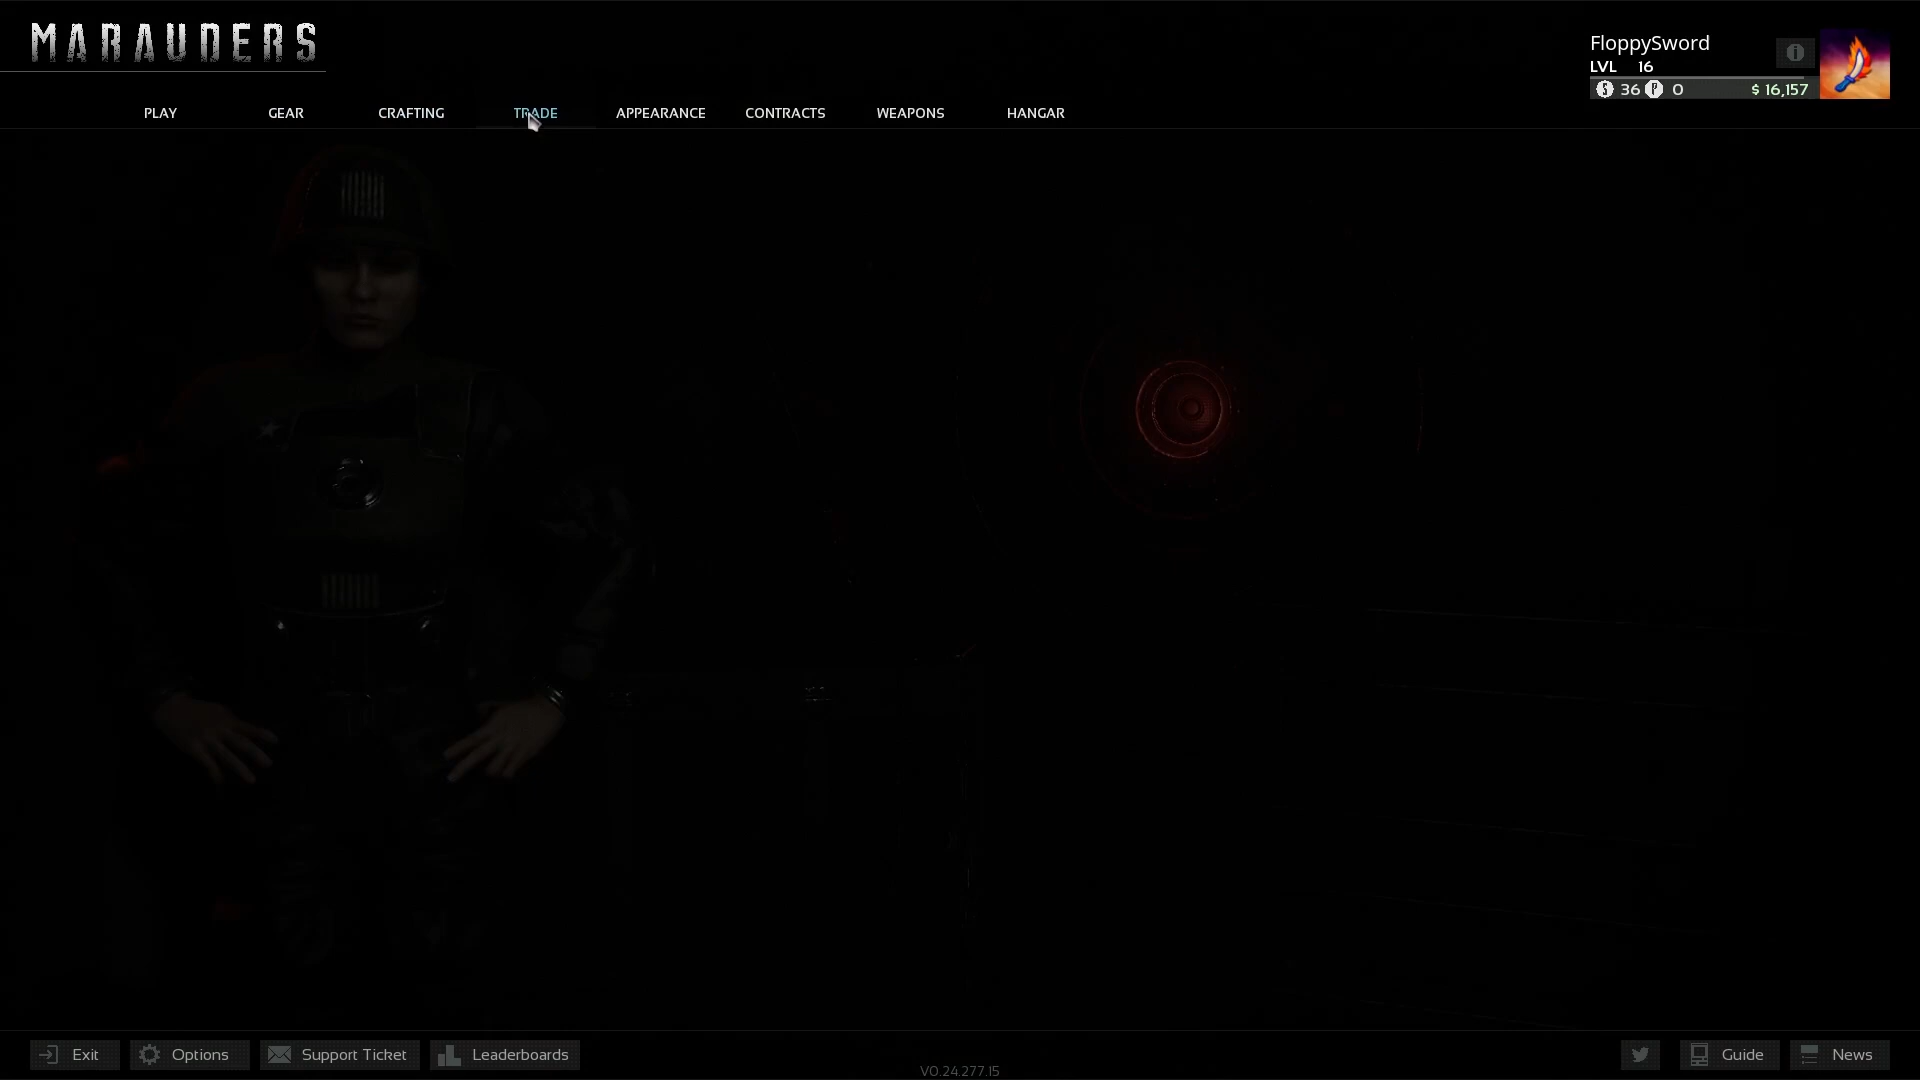 MARAUDERS
FloppySword
LVL 16
S 36 P 0 $ 16,157
PLAY GEAR CRAFTING TRADE APPEARANCE CONTRACTS WEAPONS HANGAR
Exit Options Support Ticket Leaderboards Guide News
V0.24.277.15